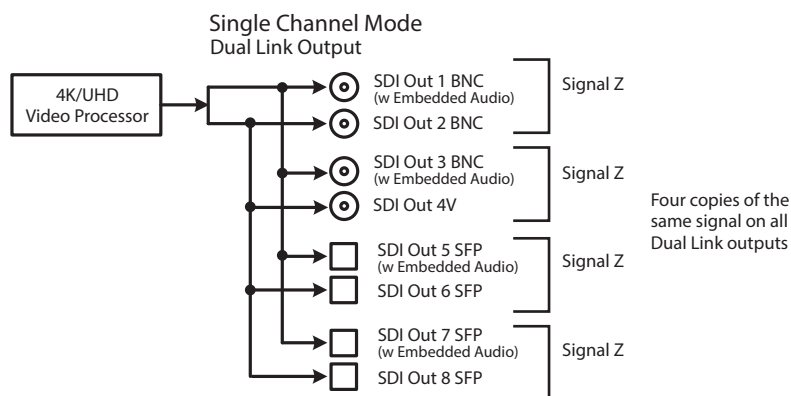 Single Channel Mode
Dual Link Output
4K/UHD
Video Processor
SDI Out 1 BNC
(w Embedded Audio)
SDI Out 2 BNC
Signal Z
SDI Out 3 BNC
(w Embedded Audio)
SDI Out 4V
Signal Z
Four copies of the
same signal on all
Dual Link outputs
SDI Out 5 SFP
(w Embedded Audio)
SDI Out 6 SFP
Signal Z
SDI Out 7 SFP
(w Embedded Audio)
SDI Out 8 SFP
Signal Z